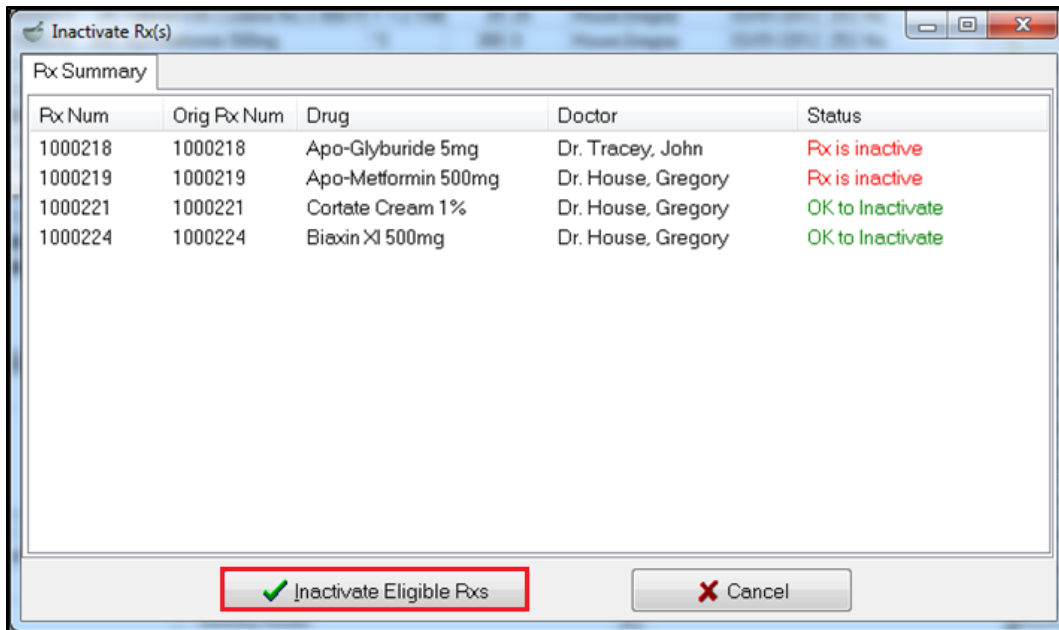 Inactivate Rx(s)
Rx Summary
Rx Num Orig Rx Num Drug Doctor Status
1000218 1000218 Apo-Glyburide 5mg Dr. Tracey, John Rx is inactive
1000219 1000219 Apo-Metformin 500mg Dr. House, Gregory Rx is inactive
1000221 1000221 Cortate Cream 1% Dr. House, Gregory OK to Inactivate
1000224 1000224 Biaxin Xl 500mg Dr. House, Gregory OK to Inactivate
Inactivate Eligible Rxs Cancel